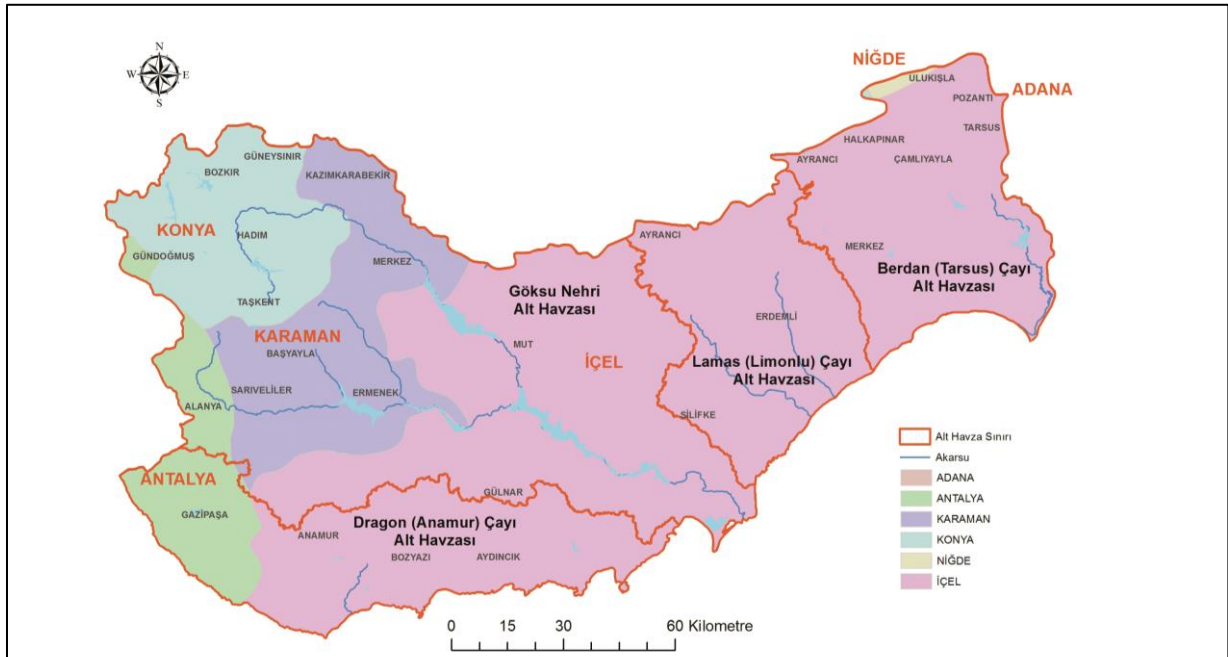 N
W
E
S
NİĞDE
ULUKIŞLA
ADANA
POZANTI
TARSUS
HALKAPINAR
ÇAMLIYAYLA
AYRANCI
GÜNEYSINIR
BOZKIR
KAZIMKARABEKİR
KONYA
HADIM
GÜNDOĞMUŞ
TAŞKENT
MERKEZ
AYRANCI
MERKEZ
Berdan (Tarsus) Çayı
Alt Havzası
Göksu Nehri
Alt Havzası
ERDEMLİ
KARAMAN
BAŞYAYLA
MUT
İÇEL
Lamas (Limonlu) Çayı
Alt Havzası
SARIVELİLER
ERMENEK
ALANYA
SİLİFKE
ANTALYA
GAZİPAŞA
GÜLNAR
Dragon (Anamur) Çayı
Alt Havzası
ANAMUR
BOZYAZI
AYDINCIK
Alt Havza Sınırı
Akarsu
ADANA
ANTALYA
KARAMAN
KONYA
NİĞDE
İÇEL
0 15 30 60 Kilometre